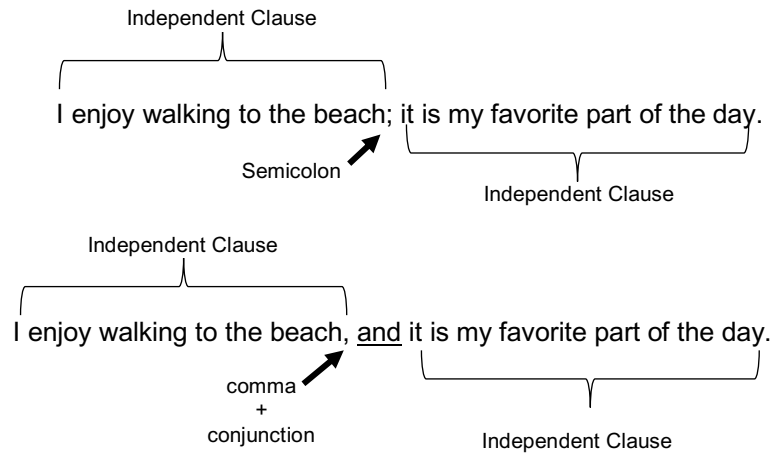 Independent Clause
I enjoy walking to the beach; it is my favorite part of the day.
Semicolon
Independent Clause
Independent Clause
I enjoy walking to the beach, and it is my favorite part of the day.
comma
+
conjunction
Independent Clause